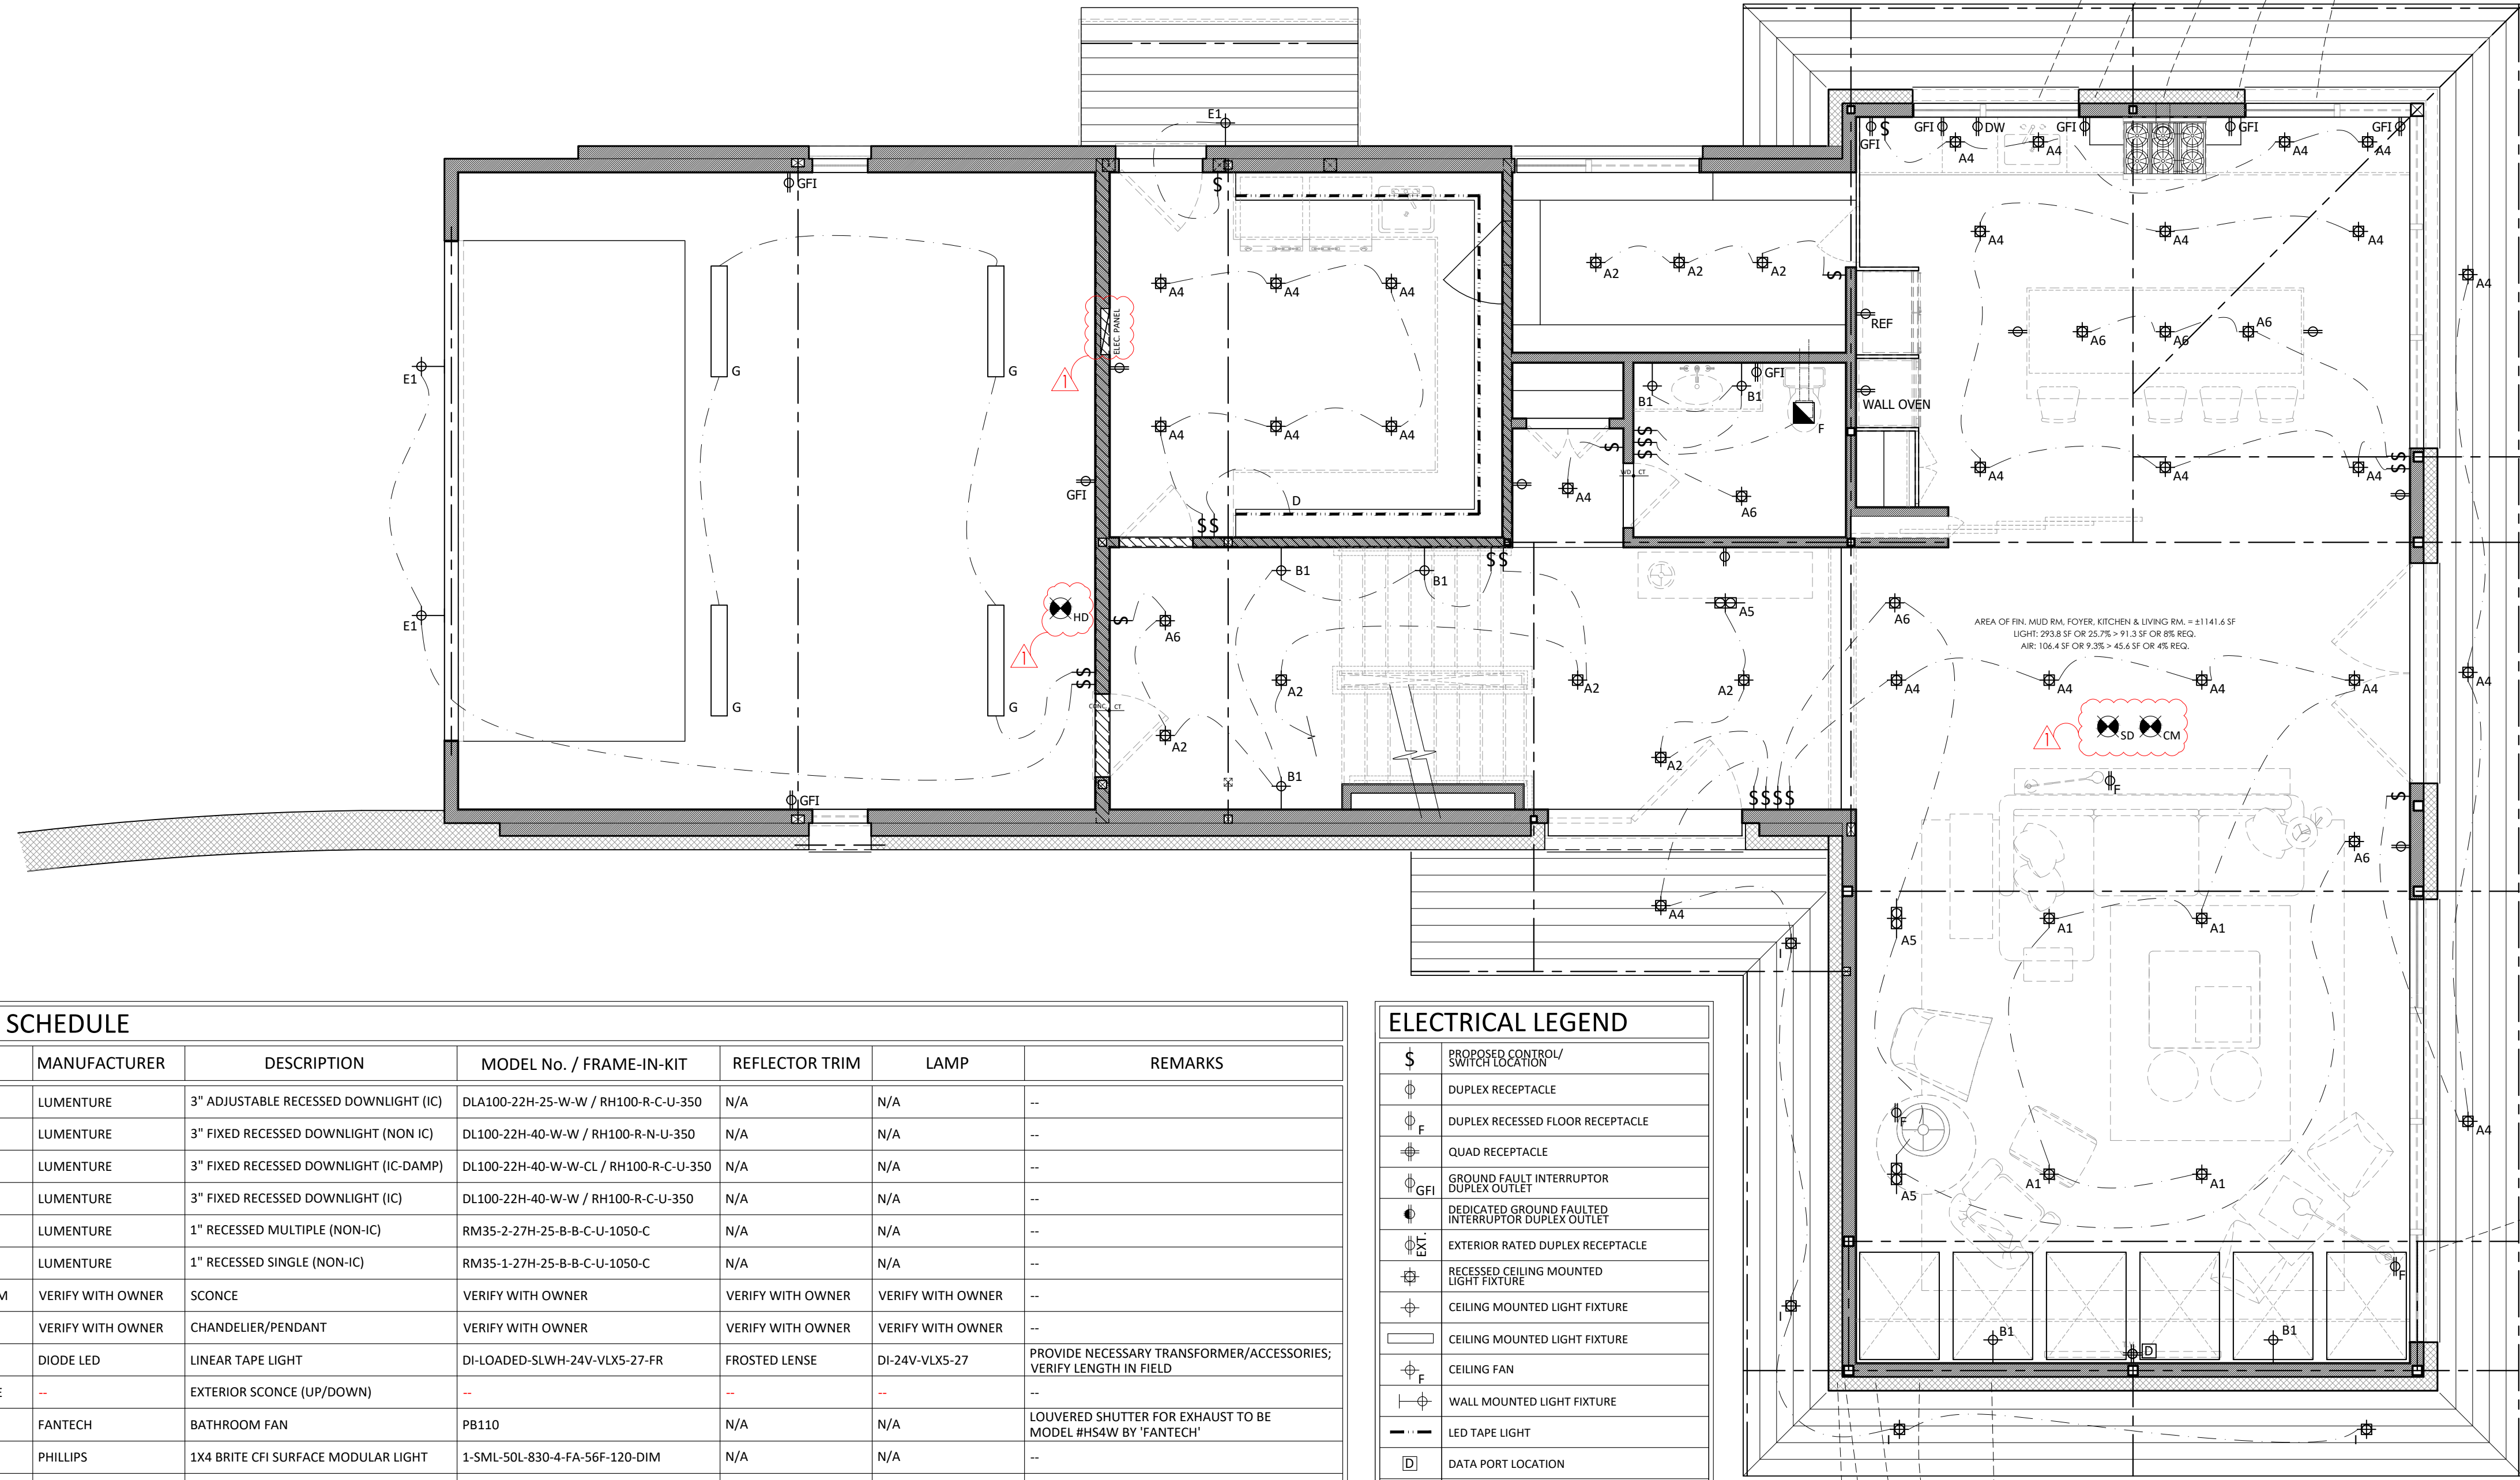 E1
GFI
GFI $
GFI
DW
GFI
GFI
GFI
A4
A4
A4
A4
$
A4
A4
A4
A4
A4
A4
A2
A2
A2
$
REF
A6
A6
A6
A4
ELEC. PANEL
1
E1
G
G
B1
B1
GFI
WALL OVEN
F
A4
A4
A4
$
$
$
$
$
$
WD CT
GFI
D
A4
A6
A4
A4
A4
$$
B1
B1
$$
HD
1
E1
$
A6
A5
A6
AREA OF FIN. MUD RM, FOYER, KITCHEN & LIVING RM. = ±1141.6 SF
LIGHT: 293.8 SF OR 25.7% > 91.3 SF OR 8% REQ.
AIR: 106.4 SF OR 9.3% > 45.6 SF OR 4% REQ.
$
$
G
G
CONC. CT
A2
A2
A2
A2
A4
A4
A4
A4
A4
1
SD
CM
A2
B1
F
GFI
$$$$
$
A6
A4
A5
A1
A1
F
A4
A5
A1
A1
F
B1
B1
D
I
I
I
I
SCHEDULE
MANUFACTURER DESCRIPTION MODEL No. / FRAME-IN-KIT REFLECTOR TRIM LAMP REMARKS
LUMENTURE 3" ADJUSTABLE RECESSED DOWNLIGHT (IC) DLA100-22H-25-W-W / RH100-R-C-U-350 N/A N/A --
LUMENTURE 3" FIXED RECESSED DOWNLIGHT (NON IC) DL100-22H-40-W-W / RH100-R-N-U-350 N/A N/A --
LUMENTURE 3" FIXED RECESSED DOWNLIGHT (IC-DAMP) DL100-22H-40-W-W-CL / RH100-R-C-U-350 N/A N/A --
LUMENTURE 3" FIXED RECESSED DOWNLIGHT (IC) DL100-22H-40-W-W / RH100-R-C-U-350 N/A N/A --
LUMENTURE 1" RECESSED MULTIPLE (NON-IC) RM35-2-27H-25-B-B-C-U-1050-C N/A N/A --
LUMENTURE 1" RECESSED SINGLE (NON-IC) RM35-1-27H-25-B-B-C-U-1050-C N/A N/A --
M VERIFY WITH OWNER SCONCE VERIFY WITH OWNER VERIFY WITH OWNER VERIFY WITH OWNER --
VERIFY WITH OWNER CHANDELIER/PENDANT VERIFY WITH OWNER VERIFY WITH OWNER VERIFY WITH OWNER --
DIODE LED LINEAR TAPE LIGHT DI-LOADED-SLWH-24V-VLX5-27-FR FROSTED LENSE DI-24V-VLX5-27 PROVIDE NECESSARY TRANSFORMER/ACCESSORIES;
VERIFY LENGTH IN FIELD
E -- EXTERIOR SCONCE (UP/DOWN) -- -- -- --
FANTECH BATHROOM FAN PB110 N/A N/A LOUVERED SHUTTER FOR EXHAUST TO BE
MODEL #HS4W BY 'FANTECH'
PHILLIPS 1X4 BRITE CFI SURFACE MODULAR LIGHT 1-SML-50L-830-4-FA-56F-120-DIM N/A N/A --
ELECTRICAL LEGEND
$ PROPOSED CONTROL/
SWITCH LOCATION
DUPLEX RECEPTACLE
F DUPLEX RECESSED FLOOR RECEPTACLE
QUAD RECEPTACLE
GFI GROUND FAULT INTERRUPTOR
DUPLEX OUTLET
DEDICATED GROUND FAULTED
INTERRUPTOR DUPLEX OUTLET
EXT. EXTERIOR RATED DUPLEX RECEPTACLE
RECESSED CEILING MOUNTED
LIGHT FIXTURE
CEILING MOUNTED LIGHT FIXTURE
CEILING MOUNTED LIGHT FIXTURE
F CEILING FAN
WALL MOUNTED LIGHT FIXTURE
LED TAPE LIGHT
D DATA PORT LOCATION